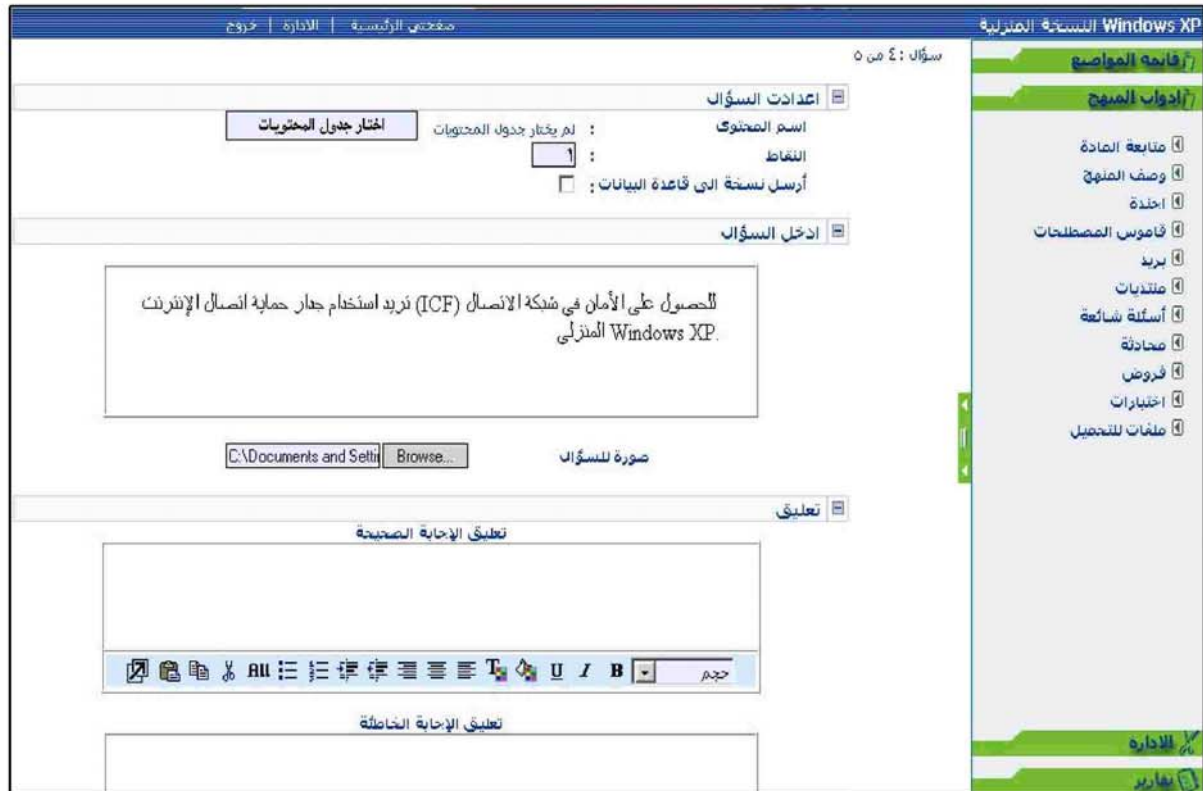 Windows XP النسخة المنزلية
صفحتي الرئيسية | الادارة | خروج
قائمة المواضيع
ادوات المنهج
متابعة المادة
وصف المنهج
اجندة
قاموس المصطلحات
بريد
منتديات
أسئلة شائعة
محادثة
فروض
اختبارات
ملفات للتحميل
الادارة
تقارير
سؤال : ٤ من ٥
اعدادت السؤال
اسم المحتوى : لم يختار جدول المحتويات اختار جدول المحتويات
النقاط : ١
أرسل نسخة الى قاعدة البيانات :
ادخل السؤال
للحصول على الأمان في شبكة الاتصال (ICF) تريد استخدام جدار حماية اتصال الإنترنت
.Windows XP المنزلي
صورة للسؤال C:\Documents and Settin Browse...
تعليق
تعليق الإجابة الصحيحة
حجم B I U T All
تعليق الإجابة الخاطئة